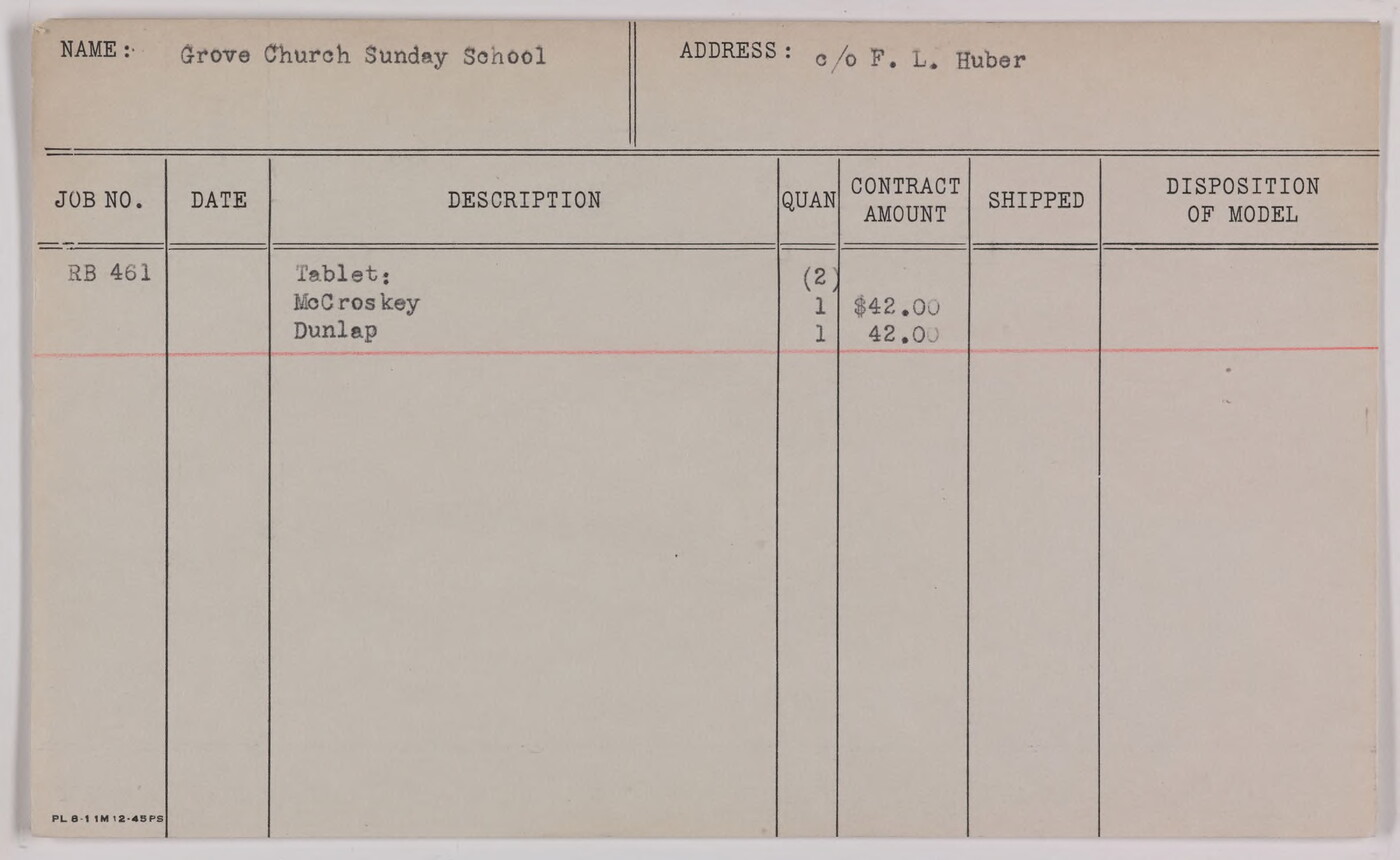 NAME: Grove Church Sunday School ADDRESS: c/o F. L. Huber
JOB NO. DATE DESCRIPTION QUAN CONTRACT AMOUNT SHIPPED DISPOSITION OF MODEL
RB 461 Tablet: (2)
McCroskey 1 $42.00
Dunlap 1 42.00
PL 8-1 1M 12-45 PS